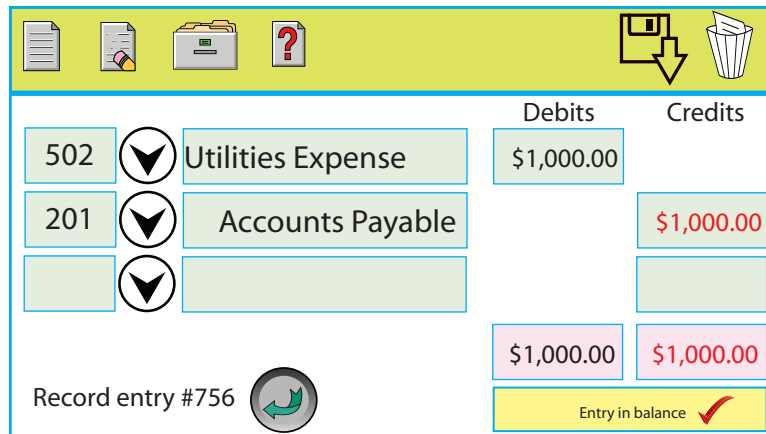 ?
Debits Credits
502 Utilities Expense $1,000.00
201 Accounts Payable $1,000.00
$1,000.00 $1,000.00
Record entry #756
Entry in balance